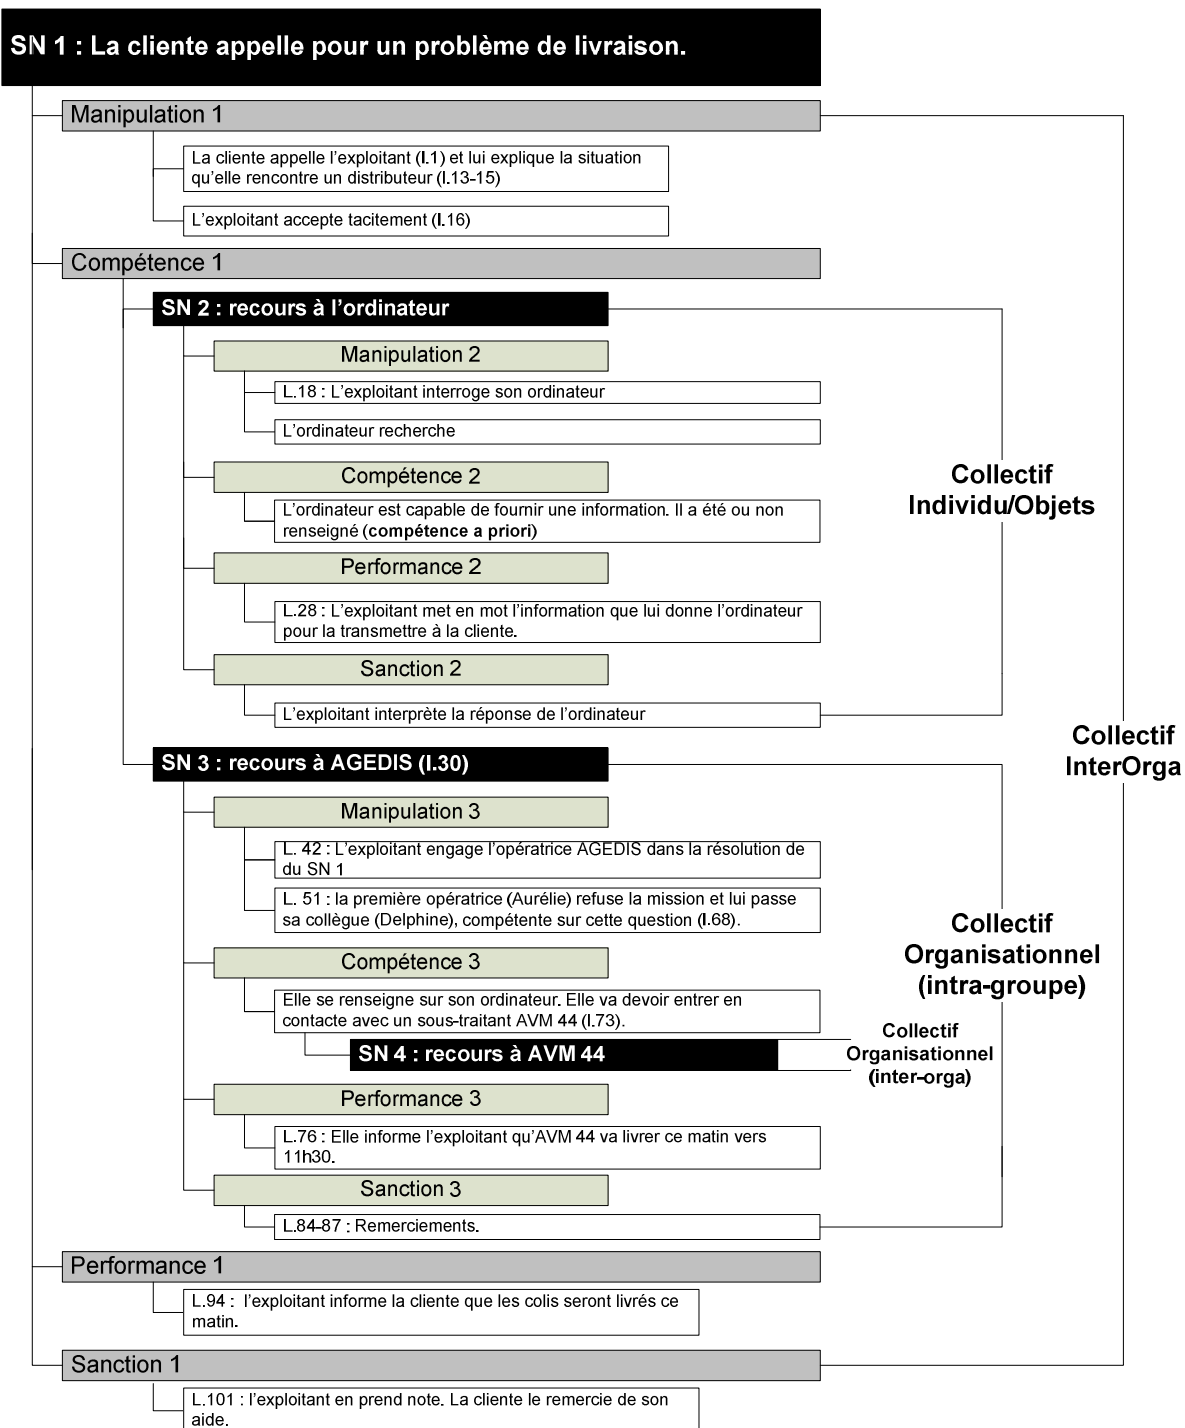 SN 1 : La cliente appelle pour un problème de livraison.
Manipulation 1
La cliente appelle l’exploitant (l.1) et lui explique la situation
qu’elle rencontre un distributeur (l.13-15)
L’exploitant accepte tacitement (l.16)
Compétence 1
SN 2 : recours à l’ordinateur
Manipulation 2
L.18 : L’exploitant interroge son ordinateur
L’ordinateur recherche
Compétence 2
L’ordinateur est capable de fournir une information. Il a été ou non
renseigné (compétence a priori)
Performance 2
L.28 : L’exploitant met en mot l’information que lui donne l’ordinateur
pour la transmettre à la cliente.
Sanction 2
L’exploitant interprète la réponse de l’ordinateur
Collectif
Individu/Objets
SN 3 : recours à AGEDIS (l.30)
Manipulation 3
L. 42 : L’exploitant engage l’opératrice AGEDIS dans la résolution de
du SN 1
L. 51 : la première opératrice (Aurélie) refuse la mission et lui passe
sa collègue (Delphine), compétente sur cette question (l.68).
Compétence 3
Elle se renseigne sur son ordinateur. Elle va devoir entrer en
contacte avec un sous-traitant AVM 44 (l.73).
SN 4 : recours à AVM 44
Collectif
Organisationnel
(inter-orga)
Performance 3
L.76 : Elle informe l’exploitant qu’AVM 44 va livrer ce matin vers
11h30.
Sanction 3
L.84-87 : Remerciements.
Collectif
Organisationnel
(intra-groupe)
Performance 1
L.94 :  l’exploitant informe la cliente que les colis seront livrés ce
matin.
Sanction 1
L.101 : l’exploitant en prend note. La cliente le remercie de son
aide.
Collectif
InterOrga